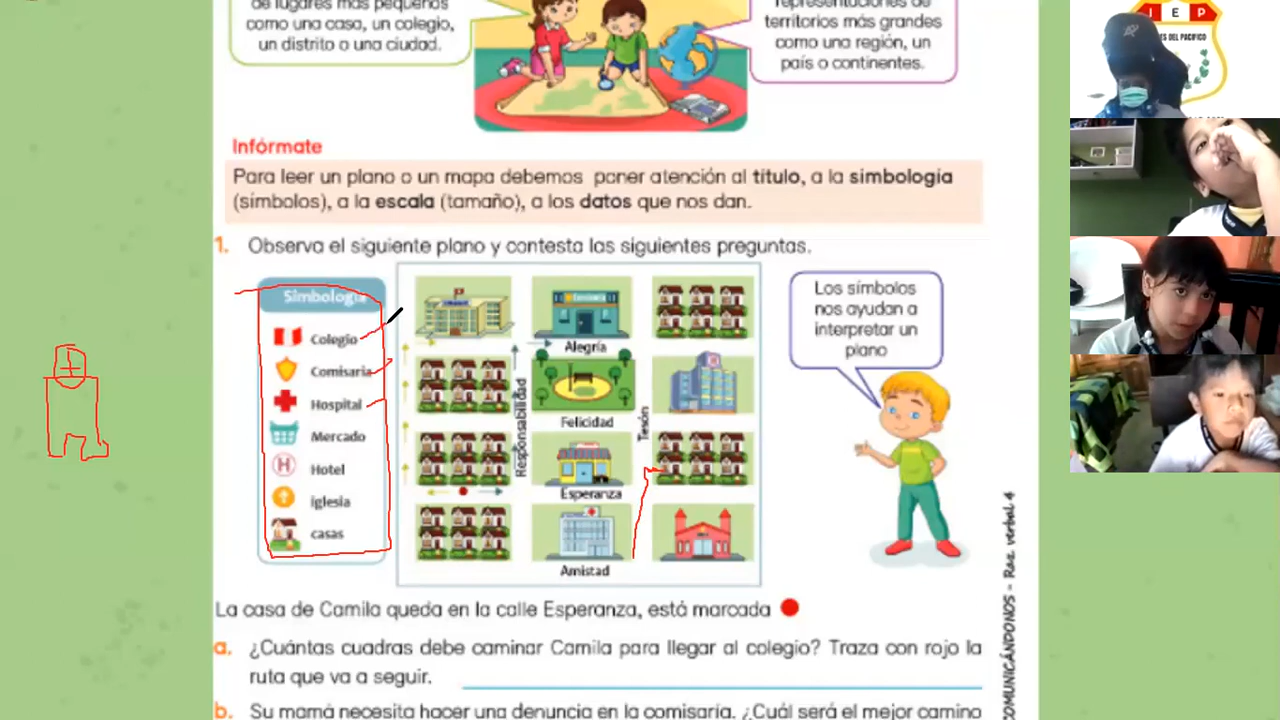 de lugares más pequeños
como una casa, un colegio,
un distrito o una ciudad.
representaciones de
territorios más grandes
como una región, un
país o continentes.
Infórmate
Para leer un plano o un mapa debemos poner atención al título, a la simbología
(símbolos), a la escala (tamaño), a los datos que nos dan.
1. Observa el siguiente plano y contesta las siguientes preguntas.
Simbología
Colegio
Comisaria
Hospital
Mercado
Hotel
iglesia
casas
Alegría
Felicidad
Esperanza
Amistad
Responsabilidad
Tesón
Los símbolos
nos ayudan a
interpretar un
plano
La casa de Camila queda en la calle Esperanza, está marcada
a. ¿Cuántas cuadras debe caminar Camila para llegar al colegio? Traza con rojo la
ruta que va a seguir.
b. Su mamá necesita hacer una denuncia en la comisaría. ¿Cuál será el mejor camino
COMUNICÁNDONOS - Raz. verbal 4
I E P
ES DEL PACIFICO